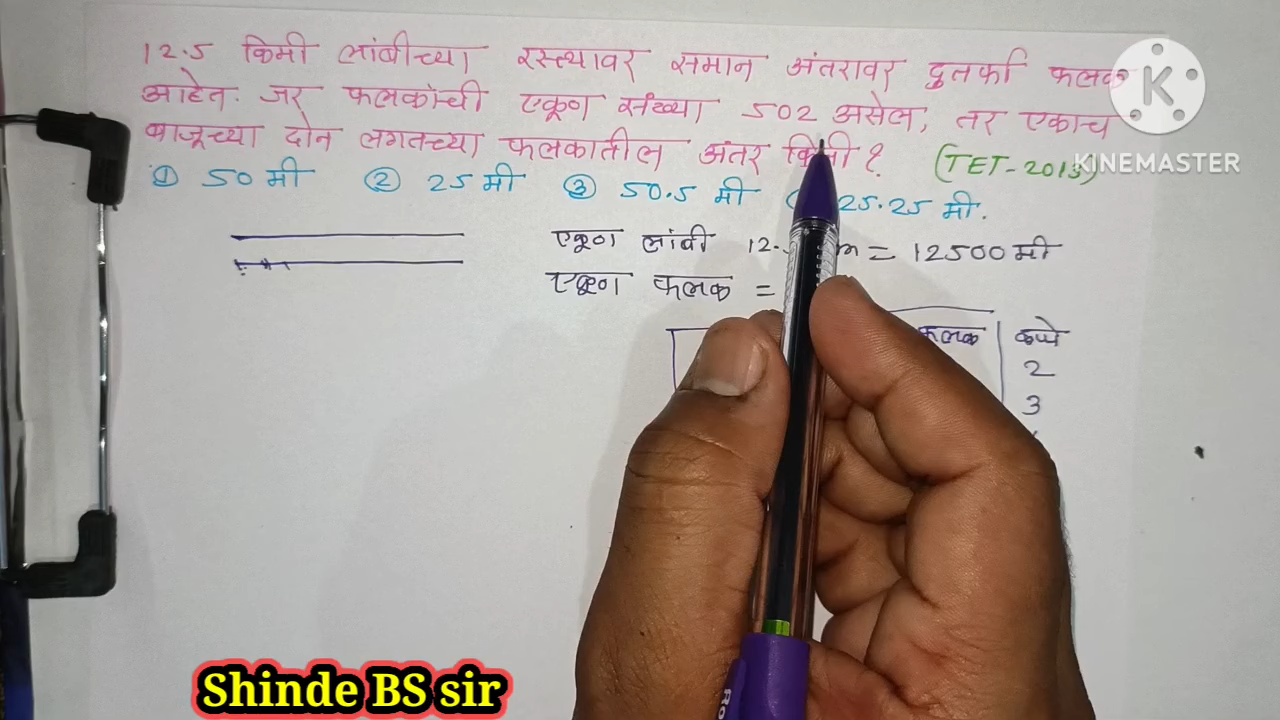 12.5 किमी लांबीच्या रस्त्यावर समान अंतरावर दुतर्फा फलक
आहेत. जर फलकांची एकूण संख्या 502 असेल, तर एकाच
बाजूच्या दोन लगतच्या फलकातील अंतर किती ? (TET-2013)
① 50 मी ② 25 मी ③ 50.5 मी 25.25 मी.
एकूण लांबी 12. = 12500 मी
एकूण फलक =
फलक कप्पे
2
3
KINEMASTER
Shinde BS sir